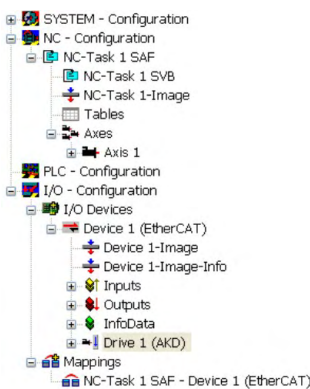 SYSTEM - Configuration
NC - Configuration
NC-Task 1 SAF
NC-Task 1 SVB
NC-Task 1-Image
Tables
Axes
Axis 1
PLC - Configuration
I/O - Configuration
I/O Devices
Device 1 (EtherCAT)
Device 1-Image
Device 1-Image-Info
Inputs
Outputs
InfoData
Drive 1 (AKD)
Mappings
NC-Task 1 SAF - Device 1 (EtherCAT)